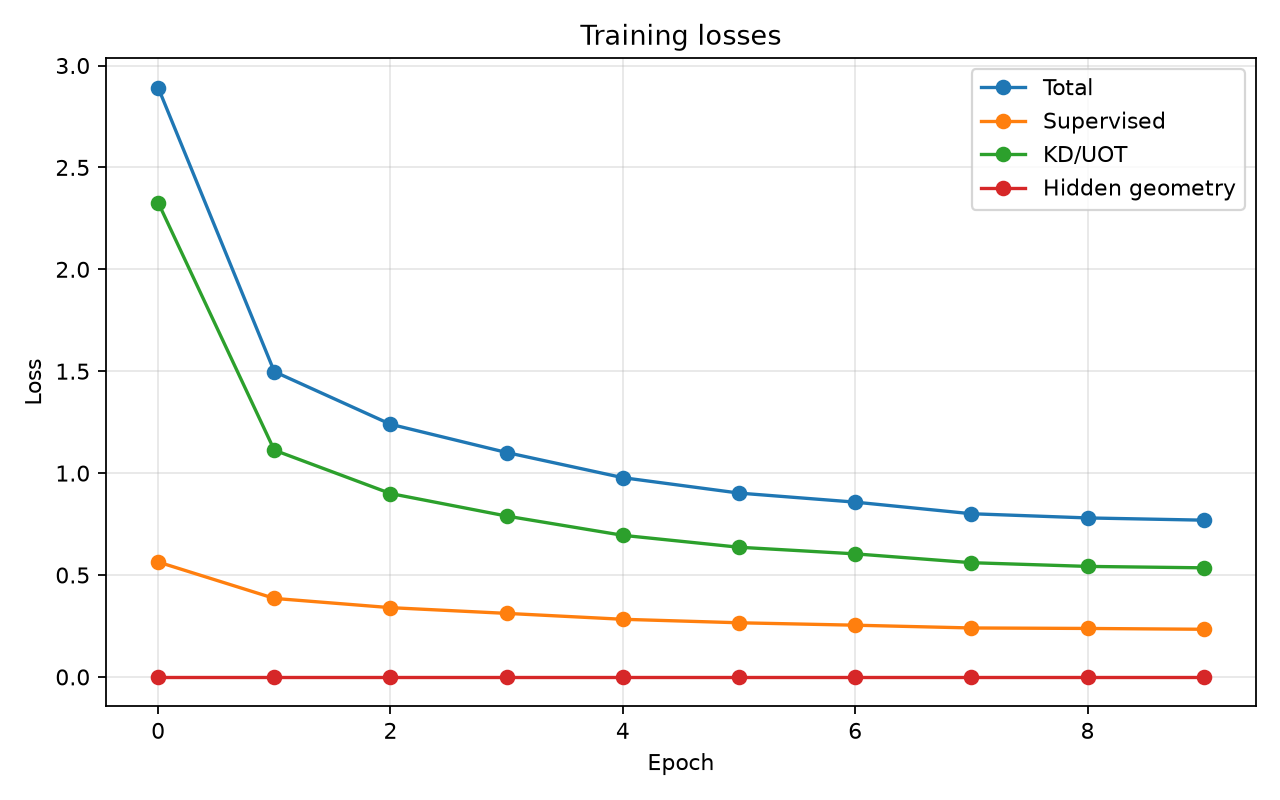 Training losses
3.0
2.5
2.0
1.5
1.0
0.5
0.0
Loss
Total
Supervised
KD/UOT
Hidden geometry
0 2 4 6 8
Epoch